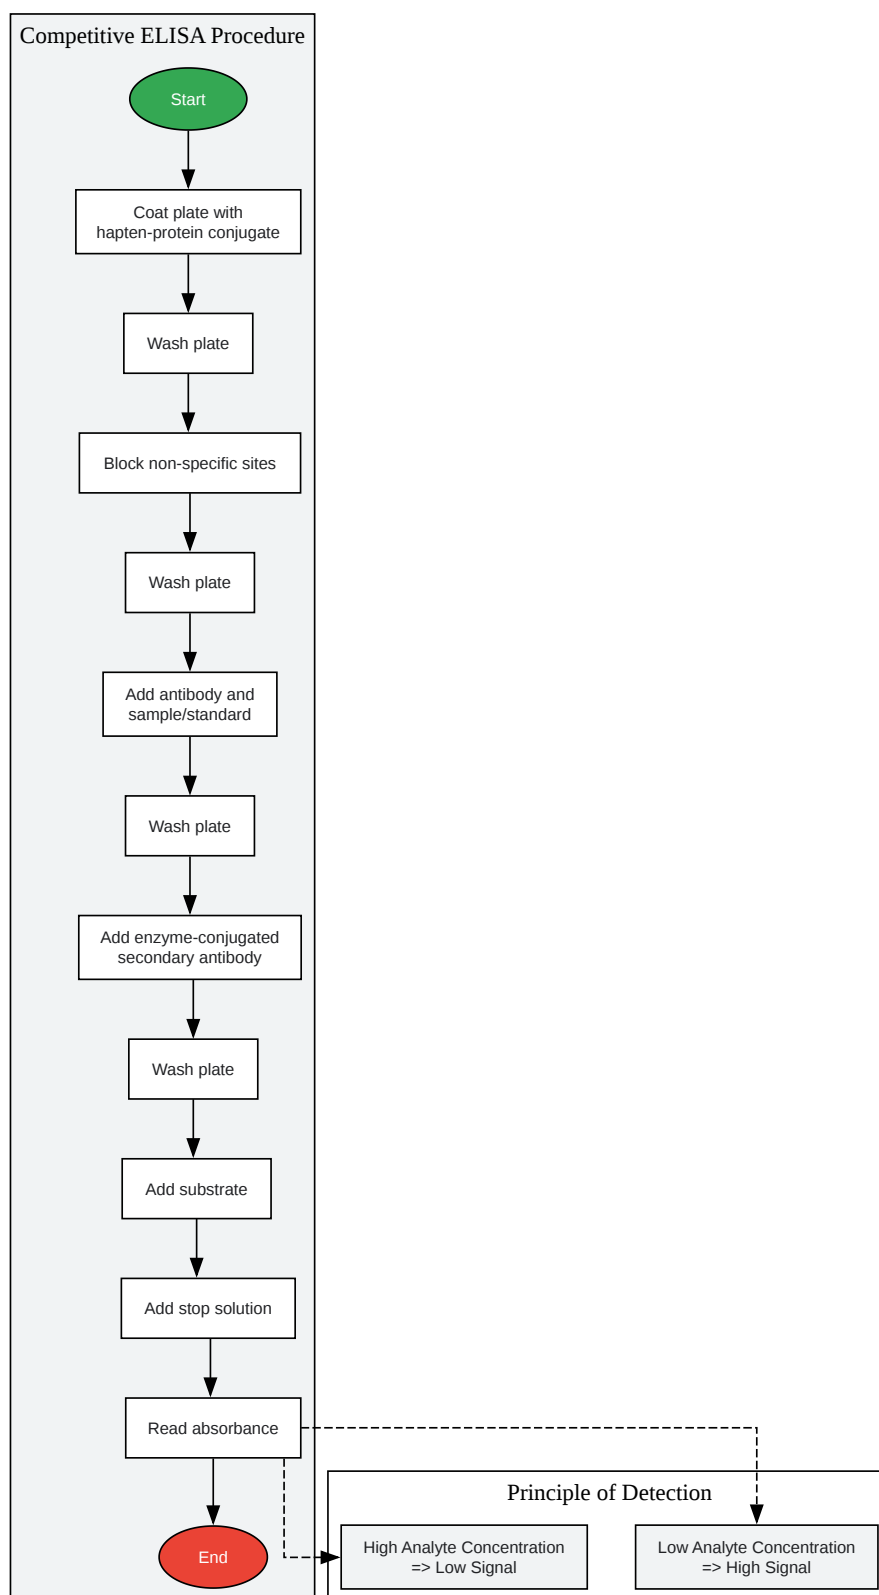 Competitive ELISA Procedure
Start
Coat plate with
hapten-protein conjugate
Wash plate
Block non-specific sites
Wash plate
Add antibody and
sample/standard
Wash plate
Add enzyme-conjugated
secondary antibody
Wash plate
Add substrate
Add stop solution
Read absorbance
End
Principle of Detection
High Analyte Concentration
=> Low Signal
Low Analyte Concentration
=> High Signal